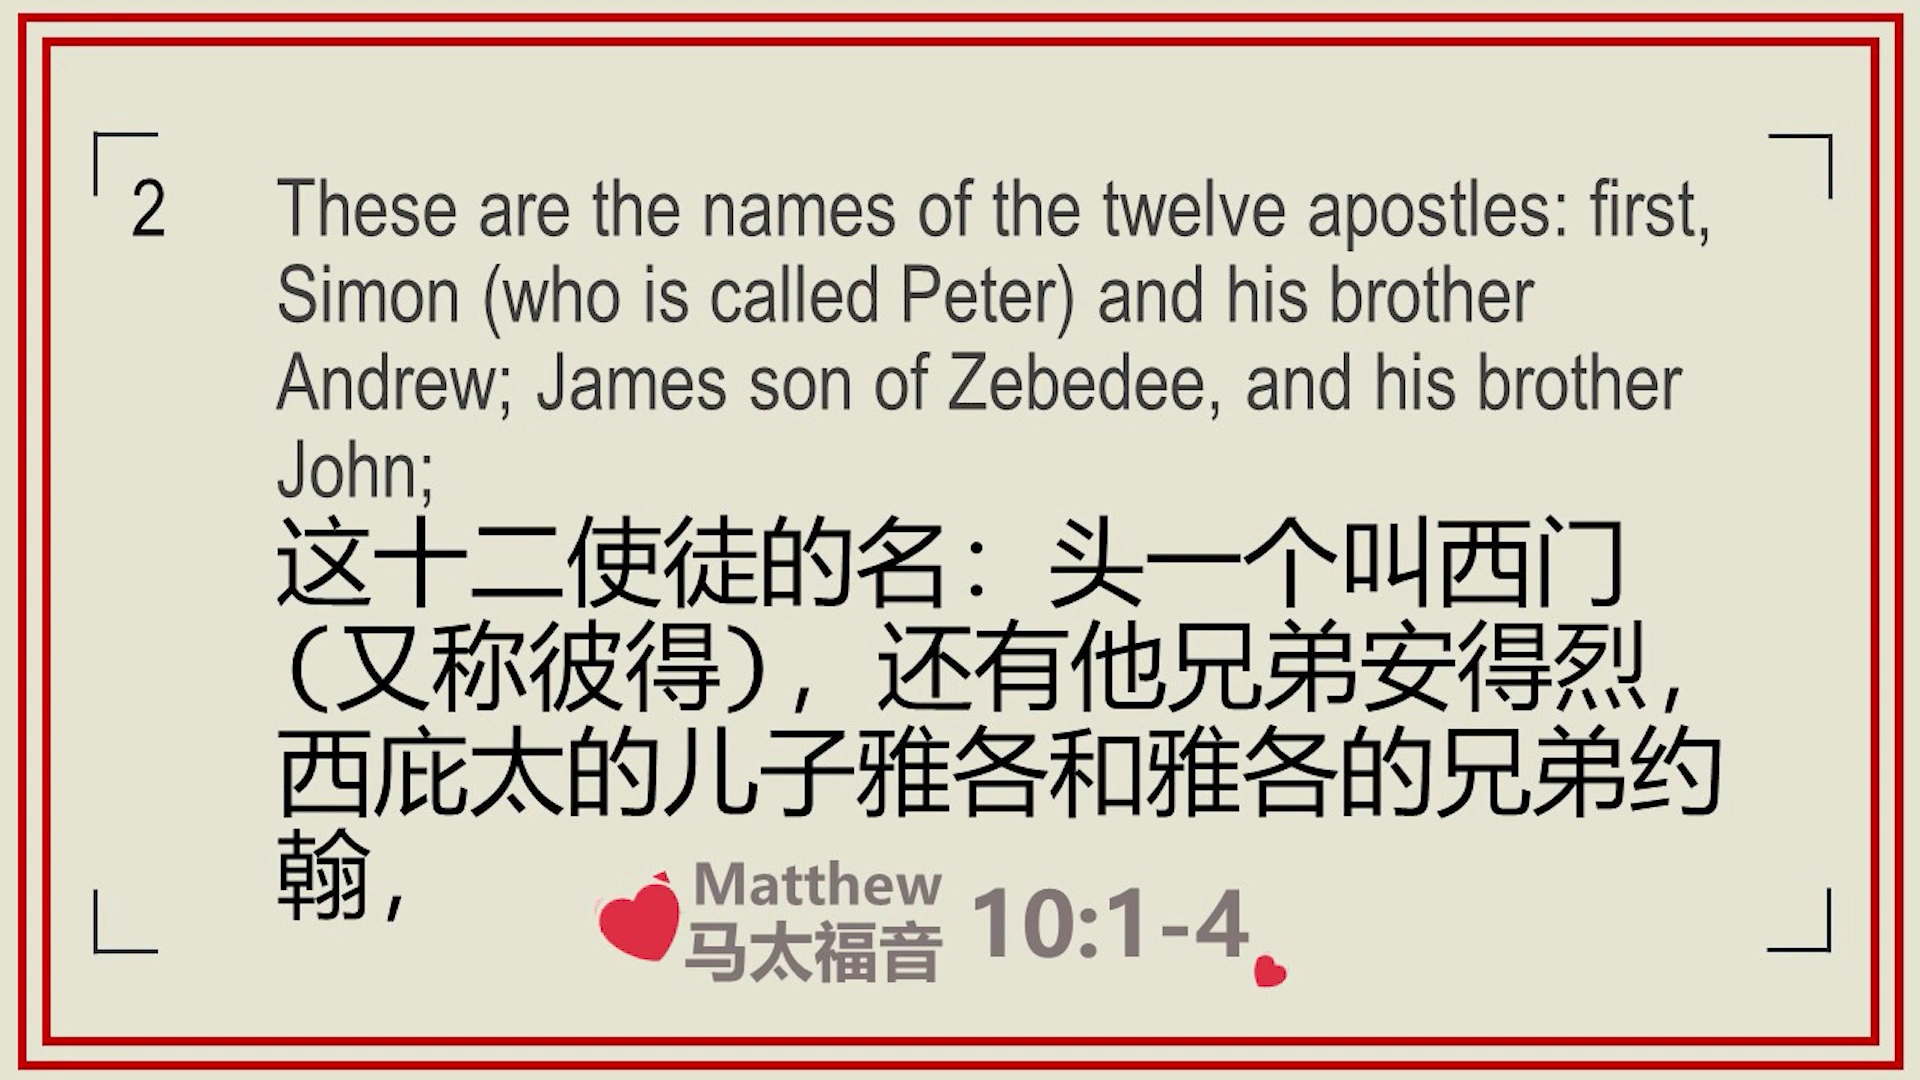 2 These are the names of the twelve apostles: first,
Simon (who is called Peter) and his brother
Andrew; James son of Zebedee, and his brother
John;
这十二使徒的名：头一个叫西门
（又称彼得），还有他兄弟安得烈，
西庇太的儿子雅各和雅各的兄弟约
翰，
Matthew
马太福音
10:1-4